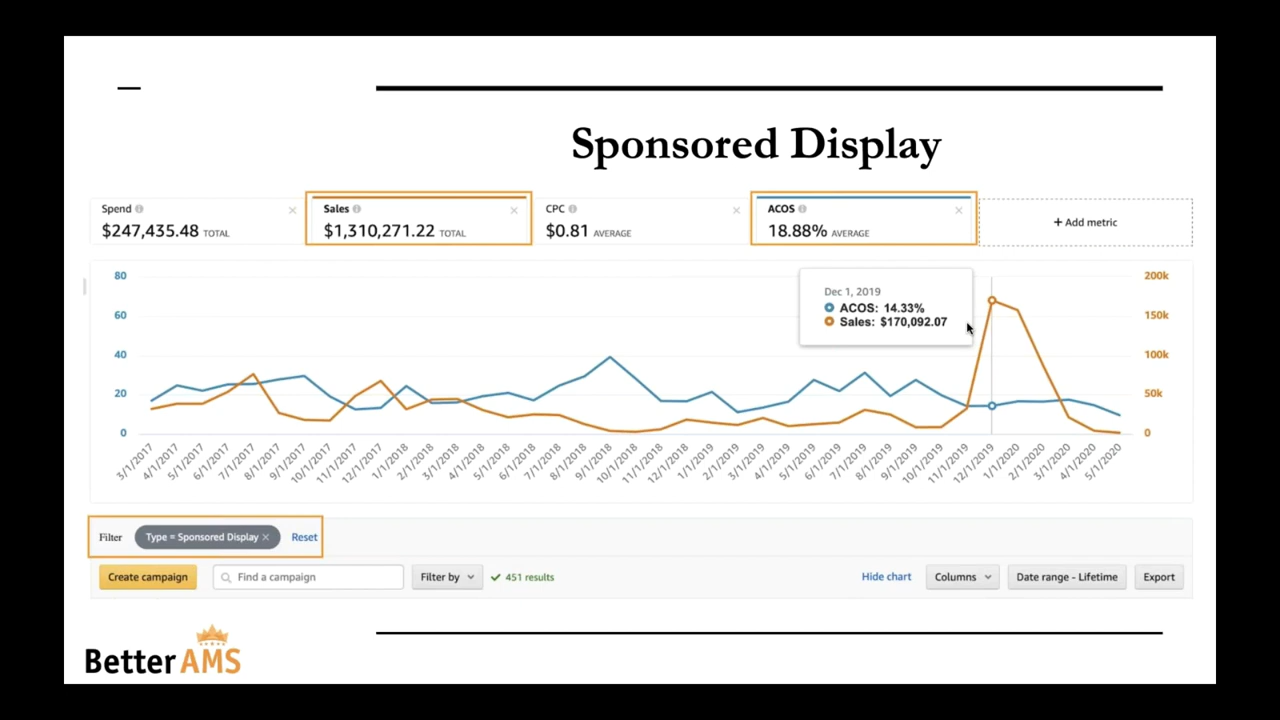 Sponsored Display
Spend
$247,435.48 TOTAL
Sales
$1,310,271.22 TOTAL
CPC
$0.81 AVERAGE
ACOS
18.88% AVERAGE
+ Add metric
80
60
40
20
0
200k
150k
100k
50k
0
Dec 1, 2019
ACOS: 14.33%
Sales: $170,092.07
3/1/2017
4/1/2017
5/1/2017
6/1/2017
7/1/2017
8/1/2017
9/1/2017
10/1/2017
11/1/2017
12/1/2017
1/1/2018
2/1/2018
3/1/2018
4/1/2018
5/1/2018
6/1/2018
7/1/2018
8/1/2018
9/1/2018
10/1/2018
11/1/2018
12/1/2018
1/1/2019
2/1/2019
3/1/2019
4/1/2019
5/1/2019
6/1/2019
7/1/2019
8/1/2019
9/1/2019
10/1/2019
11/1/2019
12/1/2019
1/1/2020
2/1/2020
3/1/2020
4/1/2020
5/1/2020
Filter Type = Sponsored Display Reset
Create campaign Find a campaign Filter by 451 results Hide chart Columns Date range - Lifetime Export
Better AMS